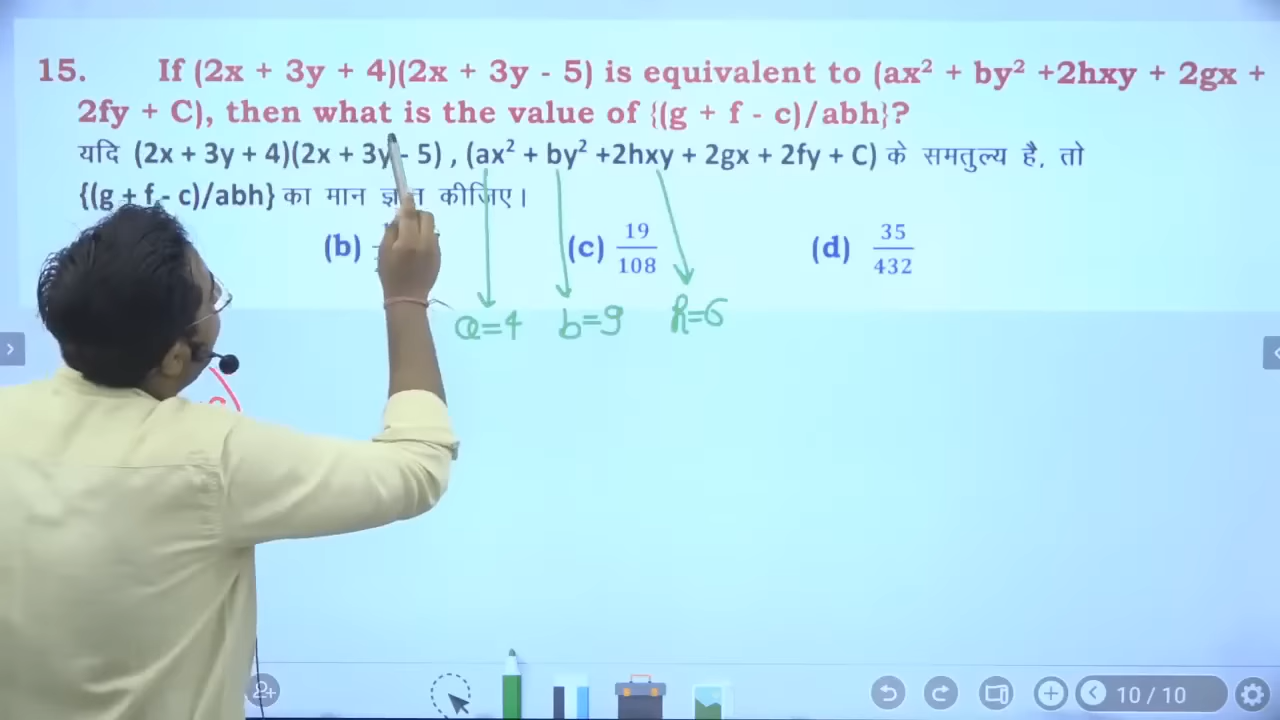 15. If (2x + 3y + 4)(2x + 3y - 5) is equivalent to (ax² + by² +2hxy + 2gx +
2fy + C), then what is the value of {(g + f - c)/abh}?
यदि (2x + 3y + 4)(2x + 3y - 5) , (ax² + by² +2hxy + 2gx + 2fy + C) के समतुल्य है, तो
{(g + f - c)/abh} का मान ज्ञात कीजिए।
(b) (c) 19/108 (d) 35/432
a=4 b=9 h=6
10 / 10